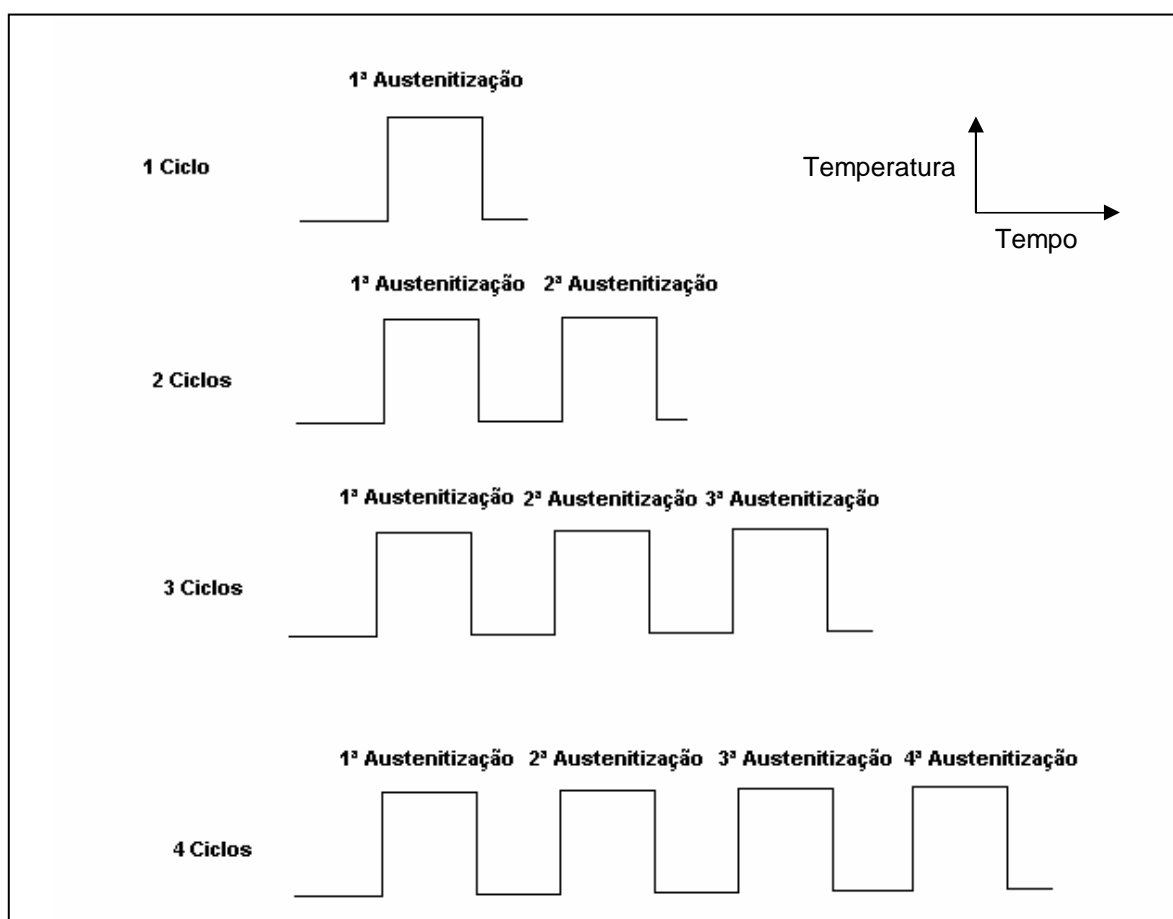 1ª Austenitização
1 Ciclo
Temperatura
Tempo
1ª Austenitização 2ª Austenitização
2 Ciclos
1ª Austenitização 2ª Austenitização 3ª Austenitização
3 Ciclos
1ª Austenitização 2ª Austenitização 3ª Austenitização 4ª Austenitização
4 Ciclos